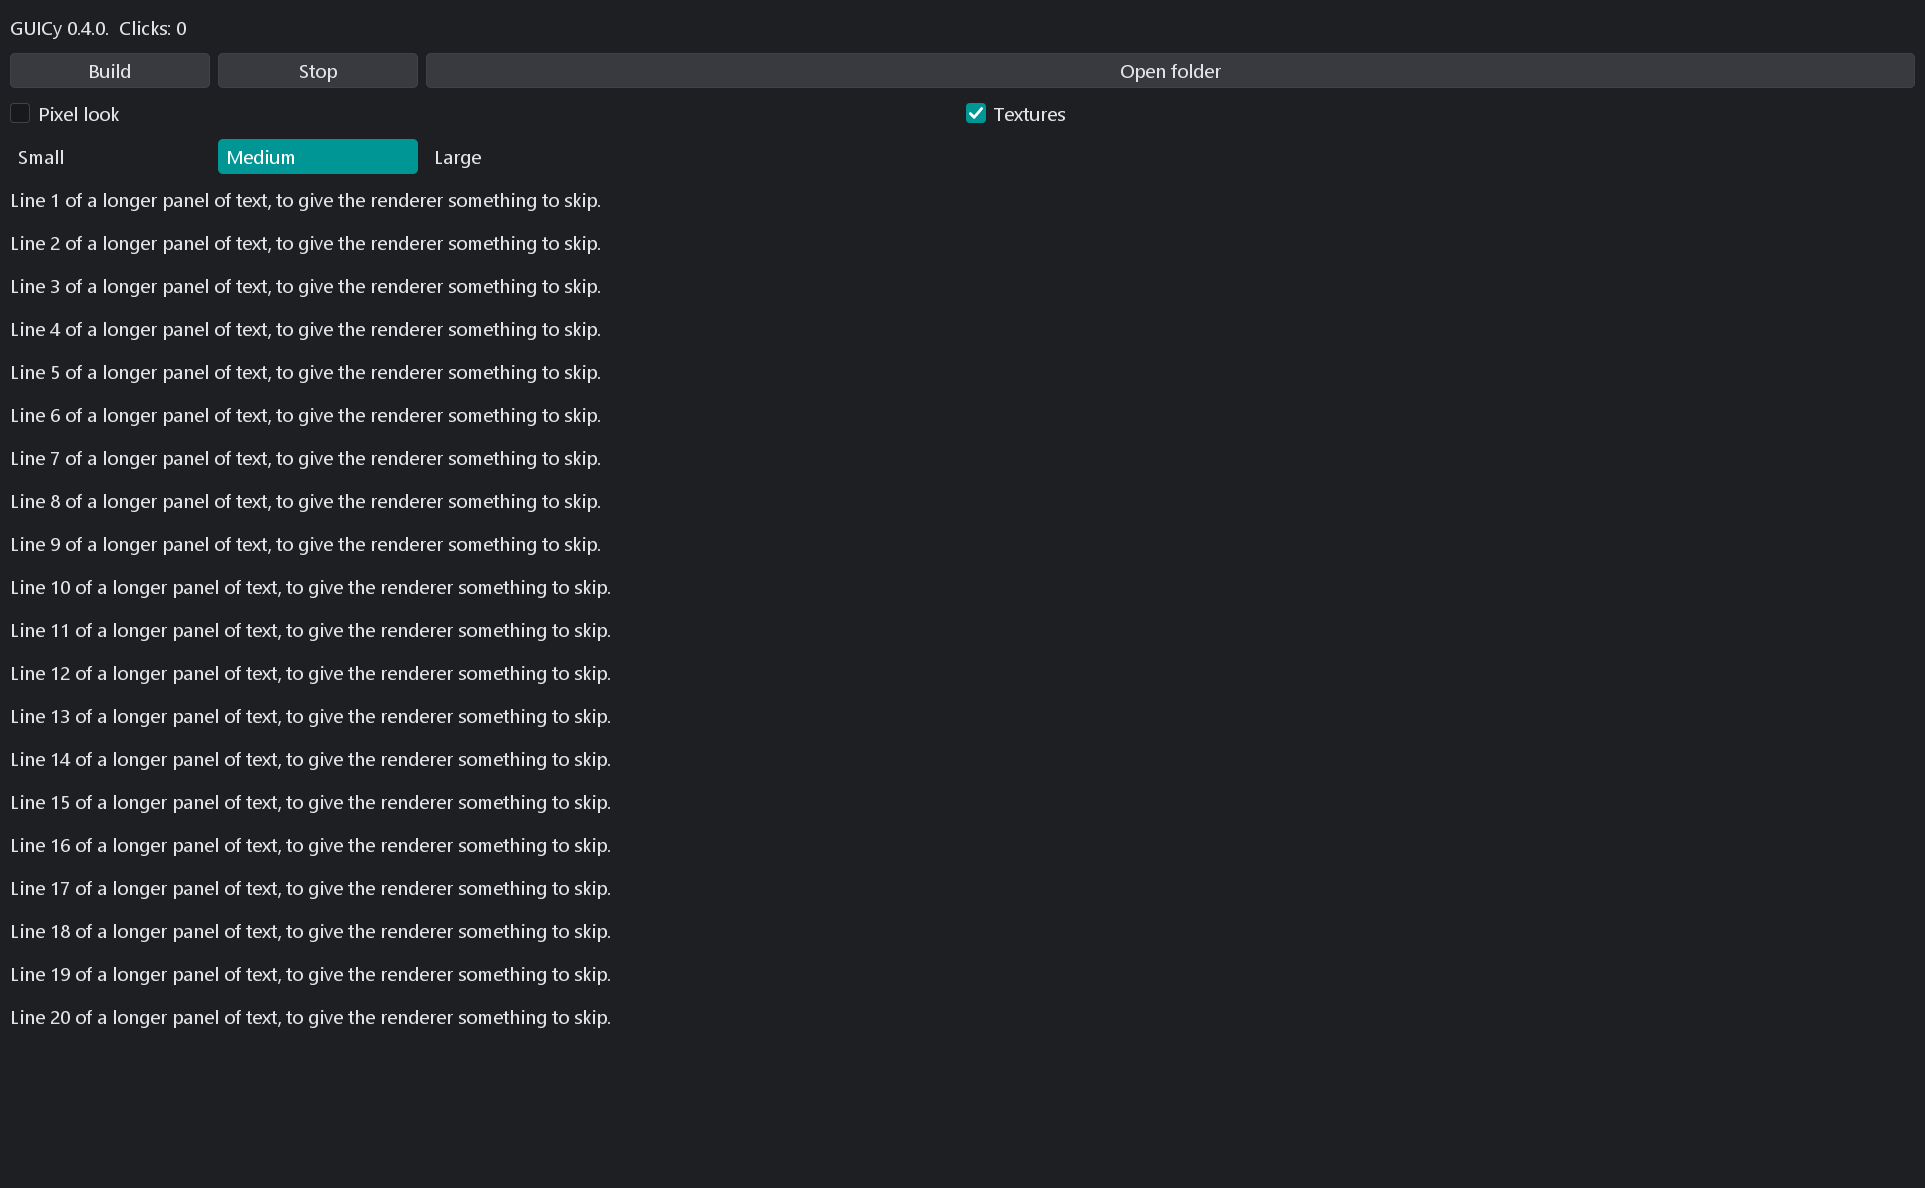 GUICy 0.4.0.  Clicks: 0
Build Stop Open folder
Pixel look Textures
Small Medium Large
Line 1 of a longer panel of text, to give the renderer something to skip.
Line 2 of a longer panel of text, to give the renderer something to skip.
Line 3 of a longer panel of text, to give the renderer something to skip.
Line 4 of a longer panel of text, to give the renderer something to skip.
Line 5 of a longer panel of text, to give the renderer something to skip.
Line 6 of a longer panel of text, to give the renderer something to skip.
Line 7 of a longer panel of text, to give the renderer something to skip.
Line 8 of a longer panel of text, to give the renderer something to skip.
Line 9 of a longer panel of text, to give the renderer something to skip.
Line 10 of a longer panel of text, to give the renderer something to skip.
Line 11 of a longer panel of text, to give the renderer something to skip.
Line 12 of a longer panel of text, to give the renderer something to skip.
Line 13 of a longer panel of text, to give the renderer something to skip.
Line 14 of a longer panel of text, to give the renderer something to skip.
Line 15 of a longer panel of text, to give the renderer something to skip.
Line 16 of a longer panel of text, to give the renderer something to skip.
Line 17 of a longer panel of text, to give the renderer something to skip.
Line 18 of a longer panel of text, to give the renderer something to skip.
Line 19 of a longer panel of text, to give the renderer something to skip.
Line 20 of a longer panel of text, to give the renderer something to skip.